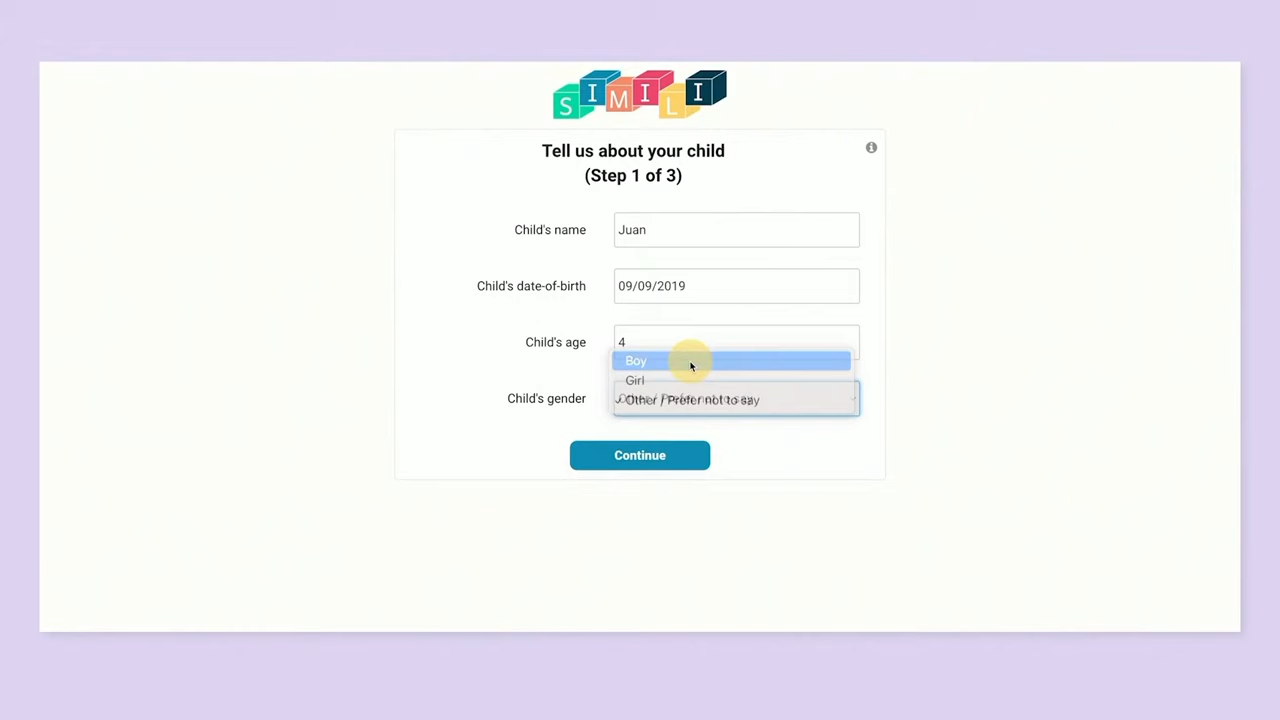 SIMILI
Tell us about your child
(Step 1 of 3)
Child's name
Juan
Child's date-of-birth
09/09/2019
Child's age
4
Boy
Girl
Child's gender
✓ Other / Prefer not to say
Continue